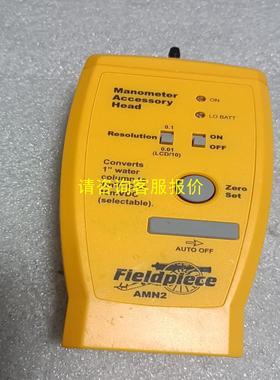 Manometer
Accessory
Head
ON
LO BATT
Resolution
0.1
0.01
(LCD/10)
ON
OFF
Converts
1" water
column
请咨询客服报价
(selectable).
Zero
Set
AUTO OFF
Fieldpiece
AMN2